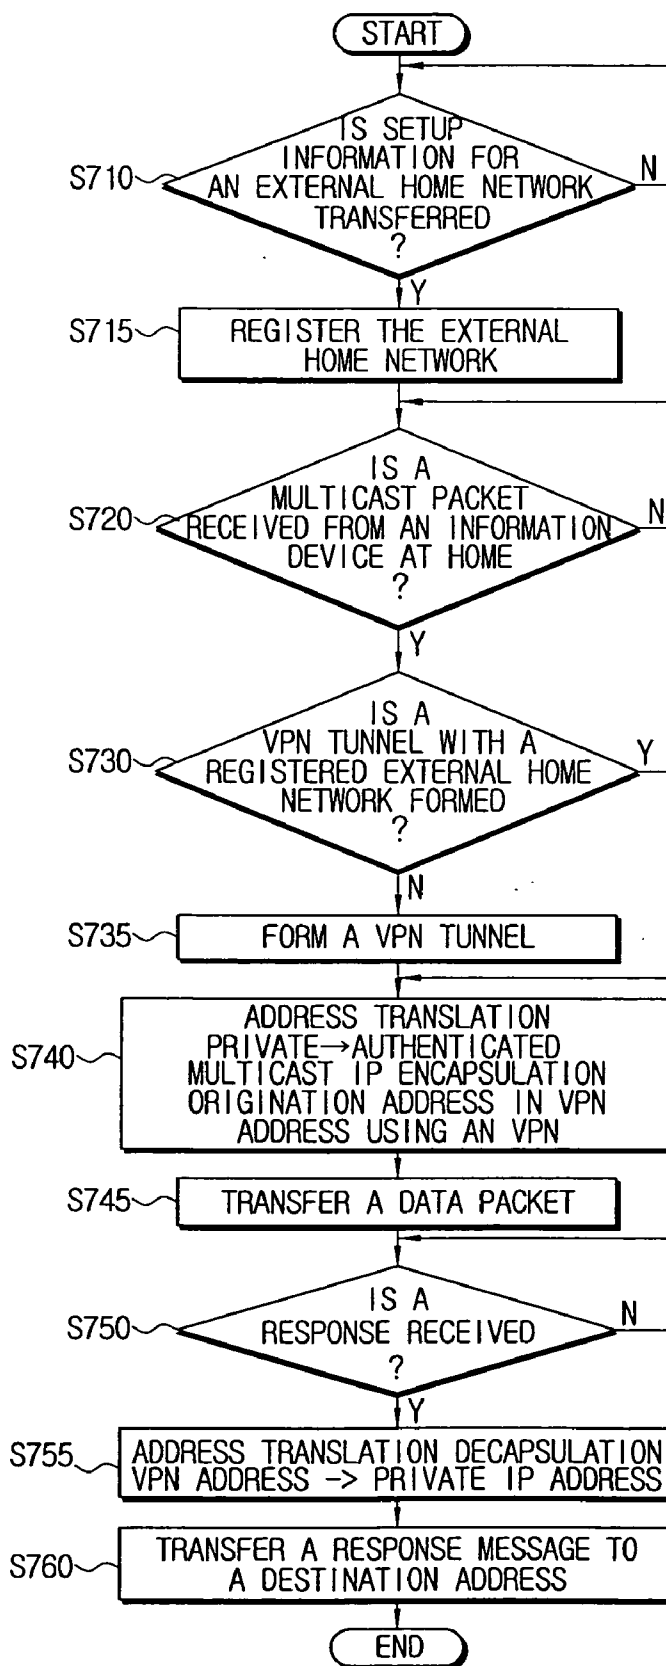 START
IS SETUP
INFORMATION FOR
AN EXTERNAL HOME NETWORK
TRANSFERRED
?
S710
N
Y
S715
REGISTER THE EXTERNAL
HOME NETWORK
IS A
MULTICAST PACKET
RECEIVED FROM AN INFORMATION
DEVICE AT HOME
?
S720
N
Y
IS A
VPN TUNNEL WITH A
REGISTERED EXTERNAL HOME
NETWORK FORMED
?
S730
Y
N
S735
FORM A VPN TUNNEL
S740
ADDRESS TRANSLATION
PRIVATE→AUTHENTICATED
MULTICAST IP ENCAPSULATION
ORIGINATION ADDRESS IN VPN
ADDRESS USING AN VPN
S745
TRANSFER A DATA PACKET
IS A
RESPONSE RECEIVED
?
S750
N
Y
S755
ADDRESS TRANSLATION DECAPSULATION
VPN ADDRESS -> PRIVATE IP ADDRESS
S760
TRANSFER A RESPONSE MESSAGE TO
A DESTINATION ADDRESS
END